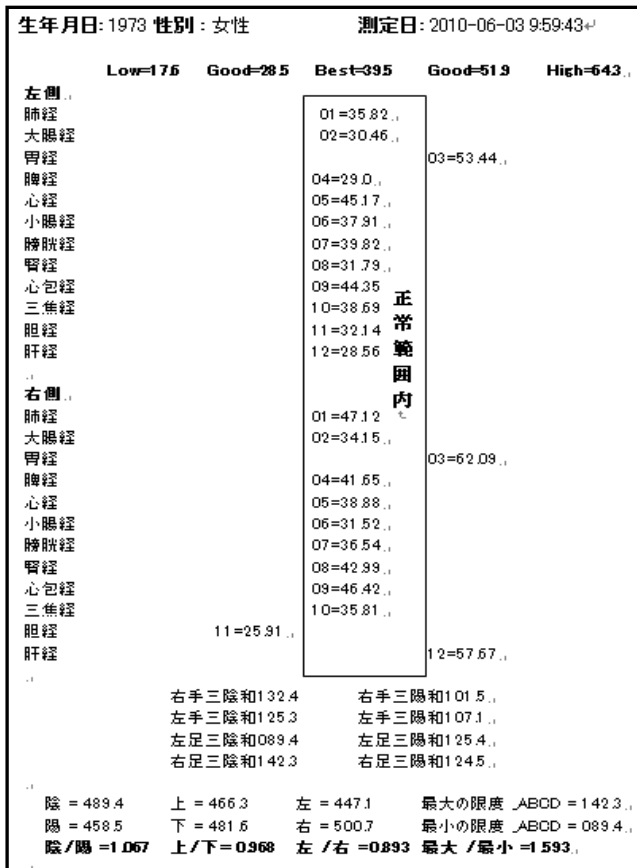 生年月日: 1973 性別 : 女性 測定日: 2010-06-03 9:59:43
Low=17.6 Good=28.5 Best=39.5 Good=51.9 High=64.3
左側
肺経 01=35.82
大腸経 02=30.46
胃経 03=53.44
脾経 04=29.0
心経 05=45.17
小腸経 06=37.91
膀胱経 07=39.82
腎経 08=31.79
心包経 09=44.35
三焦経 10=38.69
胆経 11=32.14
肝経 12=28.56
正常範囲内
右側
肺経 01=47.12
大腸経 02=34.15
胃経 03=62.09
脾経 04=41.65
心経 05=38.88
小腸経 06=31.52
膀胱経 07=36.54
腎経 08=42.99
心包経 09=46.42
三焦経 10=35.81
胆経 11=25.91
肝経 12=57.67
右手三陰和132.4 右手三陽和101.5
左手三陰和125.3 左手三陽和107.1
左足三陰和089.4 左足三陽和125.4
右足三陰和142.3 右足三陽和124.5
陰 = 489.4 上 = 466.3 左 = 447.1 最大の限度 _ABCD = 142.3
陽 = 458.5 下 = 481.6 右 = 500.7 最小の限度 _ABCD = 089.4
陰/陽 =1.067 上/下= 0.968 左 /右 =0.893 最大 /最小 =1.593